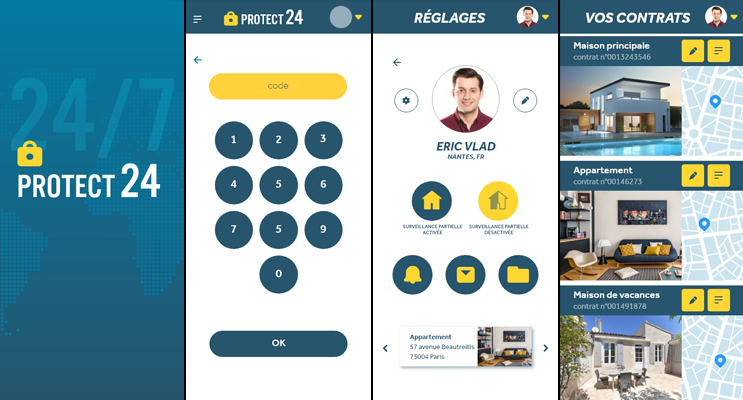 24/7
PROTECT 24
PROTECT 24
code
1 2 3
4 5 6
7 5 9
0
OK
RÉGLAGES
ERIC VLAD
NANTES, FR
SURVEILLANCE PARTIELLE
ACTIVÉE
SURVEILLANCE PARTIELLE
DÉSACTIVÉE
Appartement
57 avenue Beautreillis
75004 Paris
VOS CONTRATS
Maison principale
contrat n°0013243546
Appartement
contrat n°00146273
Maison de vacances
contrat n°001491878